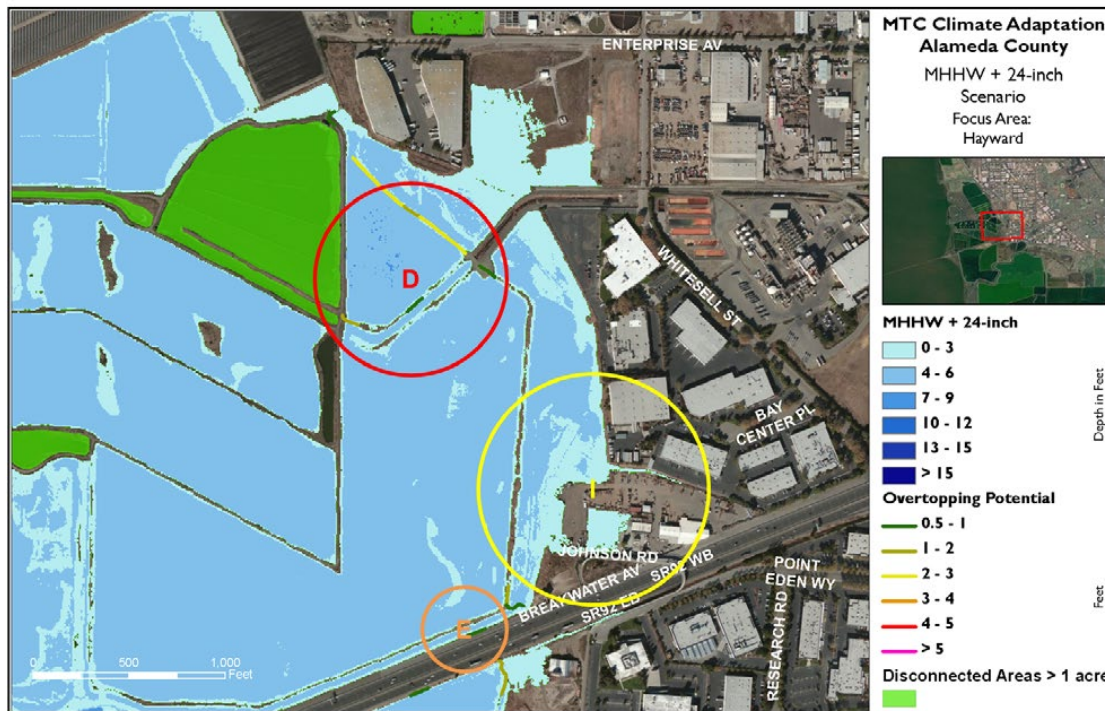 MTC Climate Adaptation
Alameda County
MHHW + 24-inch
Scenario
Focus Area:
Hayward
ENTERPRISE AV
WHITESELL ST
D
BAY
CENTER PL
I
JOHNSON RD
BREAKWATER AV
SR92 WB
SR92 EB
E
POINT
EDEN WY
RESEARCH RD
0 500 1,000
Feet
MHHW + 24-inch
0 - 3
4 - 6
7 - 9
10 - 12
13 - 15
> 15
Depth in Feet
Overtopping Potential
0.5 - 1
1 - 2
2 - 3
3 - 4
4 - 5
> 5
Feet
Disconnected Areas > 1 acre